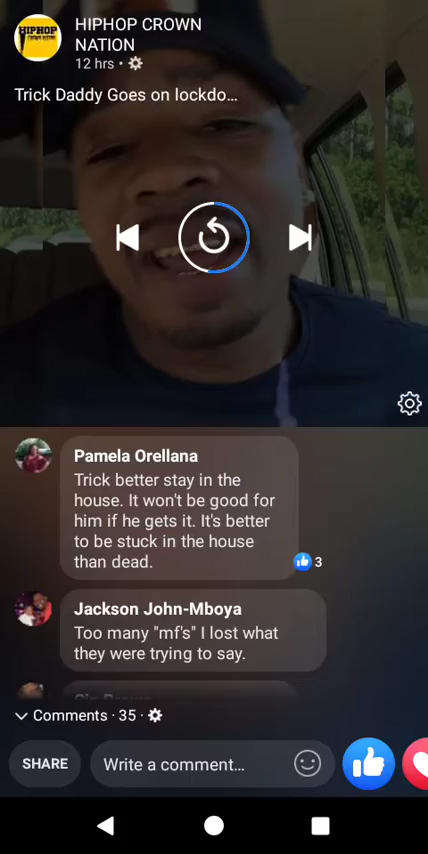 HIPHOP
CROWN NATION
HIPHOP CROWN
NATION
12 hrs •
Trick Daddy Goes on lockdo...
Pamela Orellana
Trick better stay in the
house. It won't be good for
him if he gets it. It's better
to be stuck in the house
than dead.
3
Jackson John-Mboya
Too many "mf's" I lost what
they were trying to say.
Comments · 35 ·
SHARE
Write a comment...